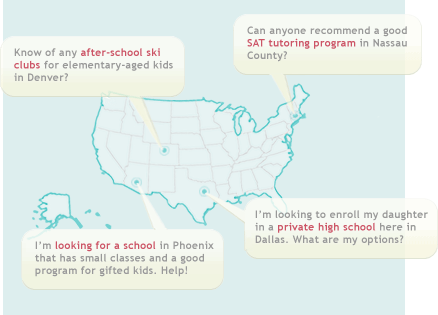 Know of any after-school ski
clubs for elementary-aged kids
in Denver?
Can anyone recommend a good
SAT tutoring program in Nassau
County?
I'm looking for a school in Phoenix
that has small classes and a good
program for gifted kids. Help!
I'm looking to enroll my daughter
in a private high school here in
Dallas. What are my options?